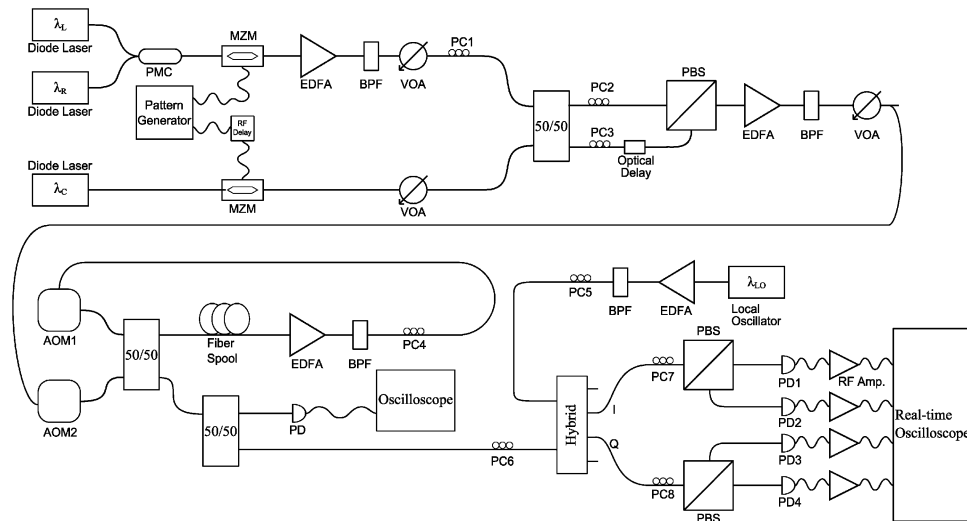 λL
Diode Laser
λR
Diode Laser
PMC
MZM
EDFA
BPF
VOA
PC1
Pattern
Generator
RF
Delay
Diode Laser
λC
MZM
VOA
50/50
PC2
PC3
Optical
Delay
PBS
EDFA
BPF
VOA
AOM1
AOM2
50/50
Fiber
Spool
EDFA
BPF
PC4
50/50
PD
Oscilloscope
PC6
PC5
BPF
EDFA
λLO
Local
Oscillator
Hybrid
I
Q
PC7
PBS
PD1
RF Amp.
PD2
PD3
PC8
PBS
PD4
Real-time
Oscilloscope